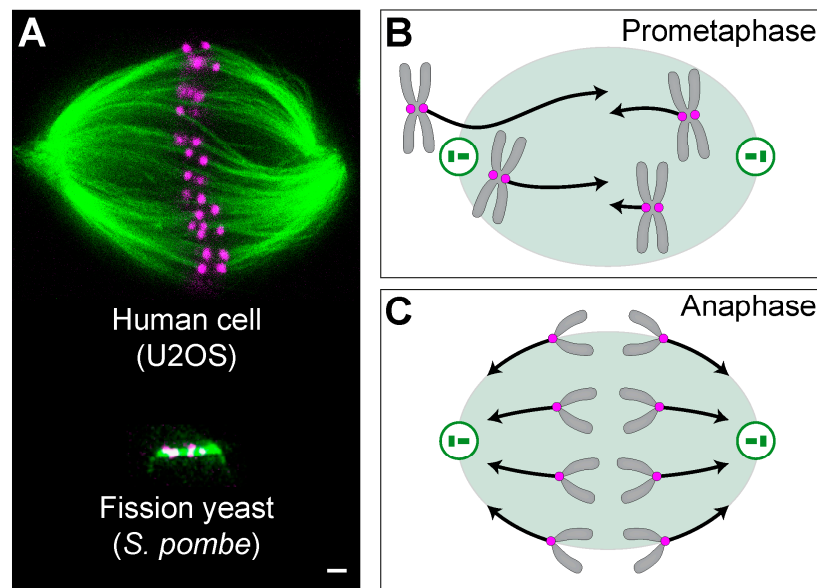 A
Human cell
(U2OS)
Fission yeast
(S. pombe)
B
Prometaphase
C
Anaphase